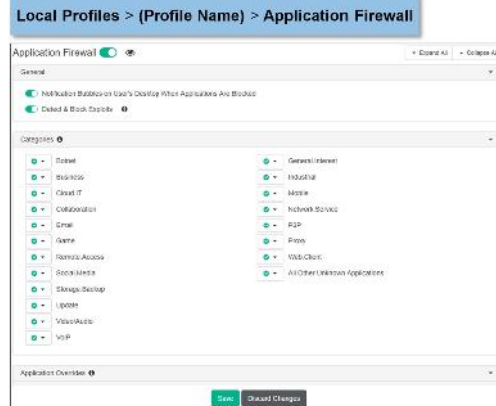 Local Profiles > (Profile Name) > Application Firewall
Application Firewall
+ Expand All - Collapse All
General
Notification Bubbles on User's Desktop When Applications Are Blocked
Detect & Block Exploits
Categories
Botnet
Business
Cloud.IT
Collaboration
Email
Game
Remote.Access
Social.Media
Storage.Backup
Update
Video/Audio
VoIP
General.Interest
Industrial
Mobile
Network.Service
P2P
Proxy
Web.Client
All Other Unknown Applications
Application Overrides
Save Discard Changes